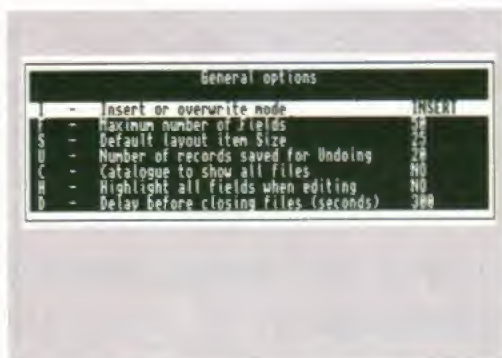 General options
I - Insert or overwrite mode INSERT
F - Maximum number of Fields
S - Default layout item Size 25
U - Number of records saved for Undoing 20
C - Catalogue to show all files NO
H - Highlight all fields when editing NO
D - Delay before closing files (seconds) 300